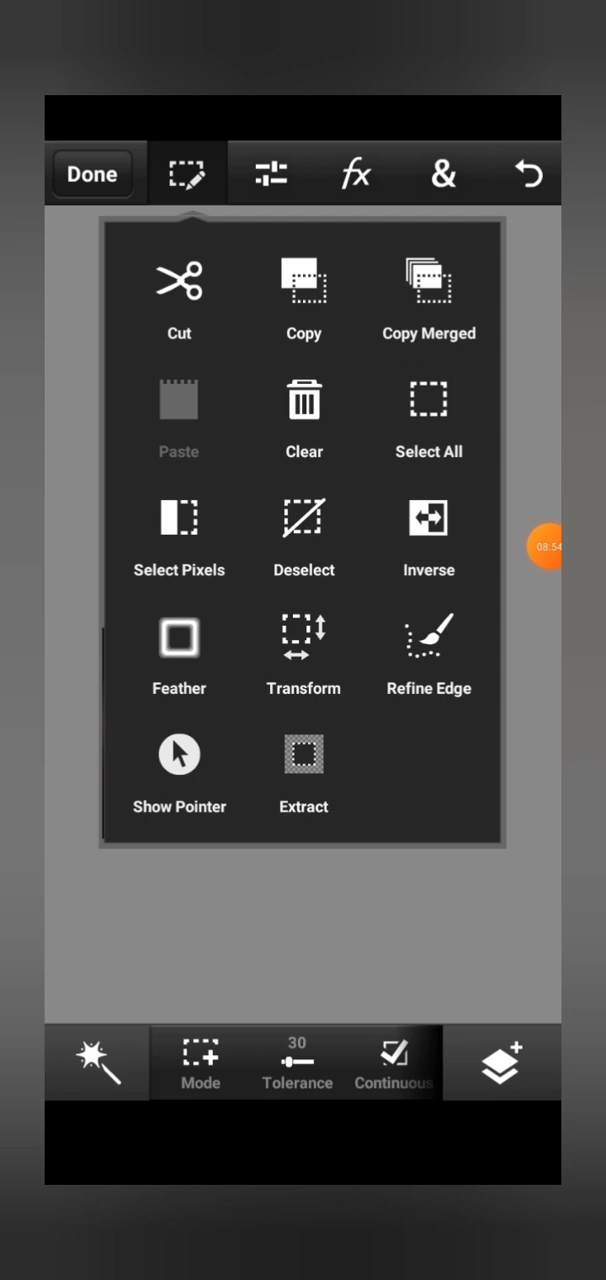 Done fx &
Cut Copy Copy Merged
Paste Clear Select All
Select Pixels Deselect Inverse
08:54
Feather Transform Refine Edge
Show Pointer Extract
30
Mode Tolerance Continuous